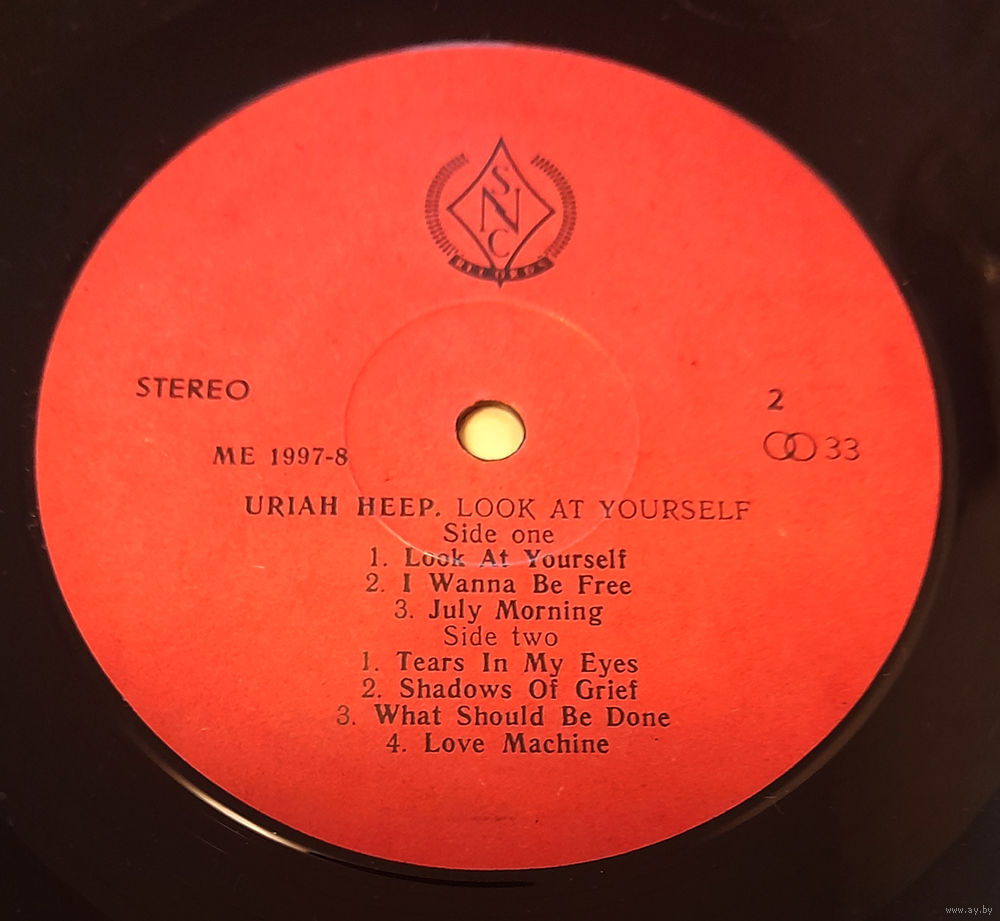 SNC
RECORDS
STEREO
2
ME 1997-8
33
URIAH HEEP. LOOK AT YOURSELF
Side one
1. Look At Yourself
2. I Wanna Be Free
3. July Morning
Side two
1. Tears In My Eyes
2. Shadows Of Grief
3. What Should Be Done
4. Love Machine
www.ay.by